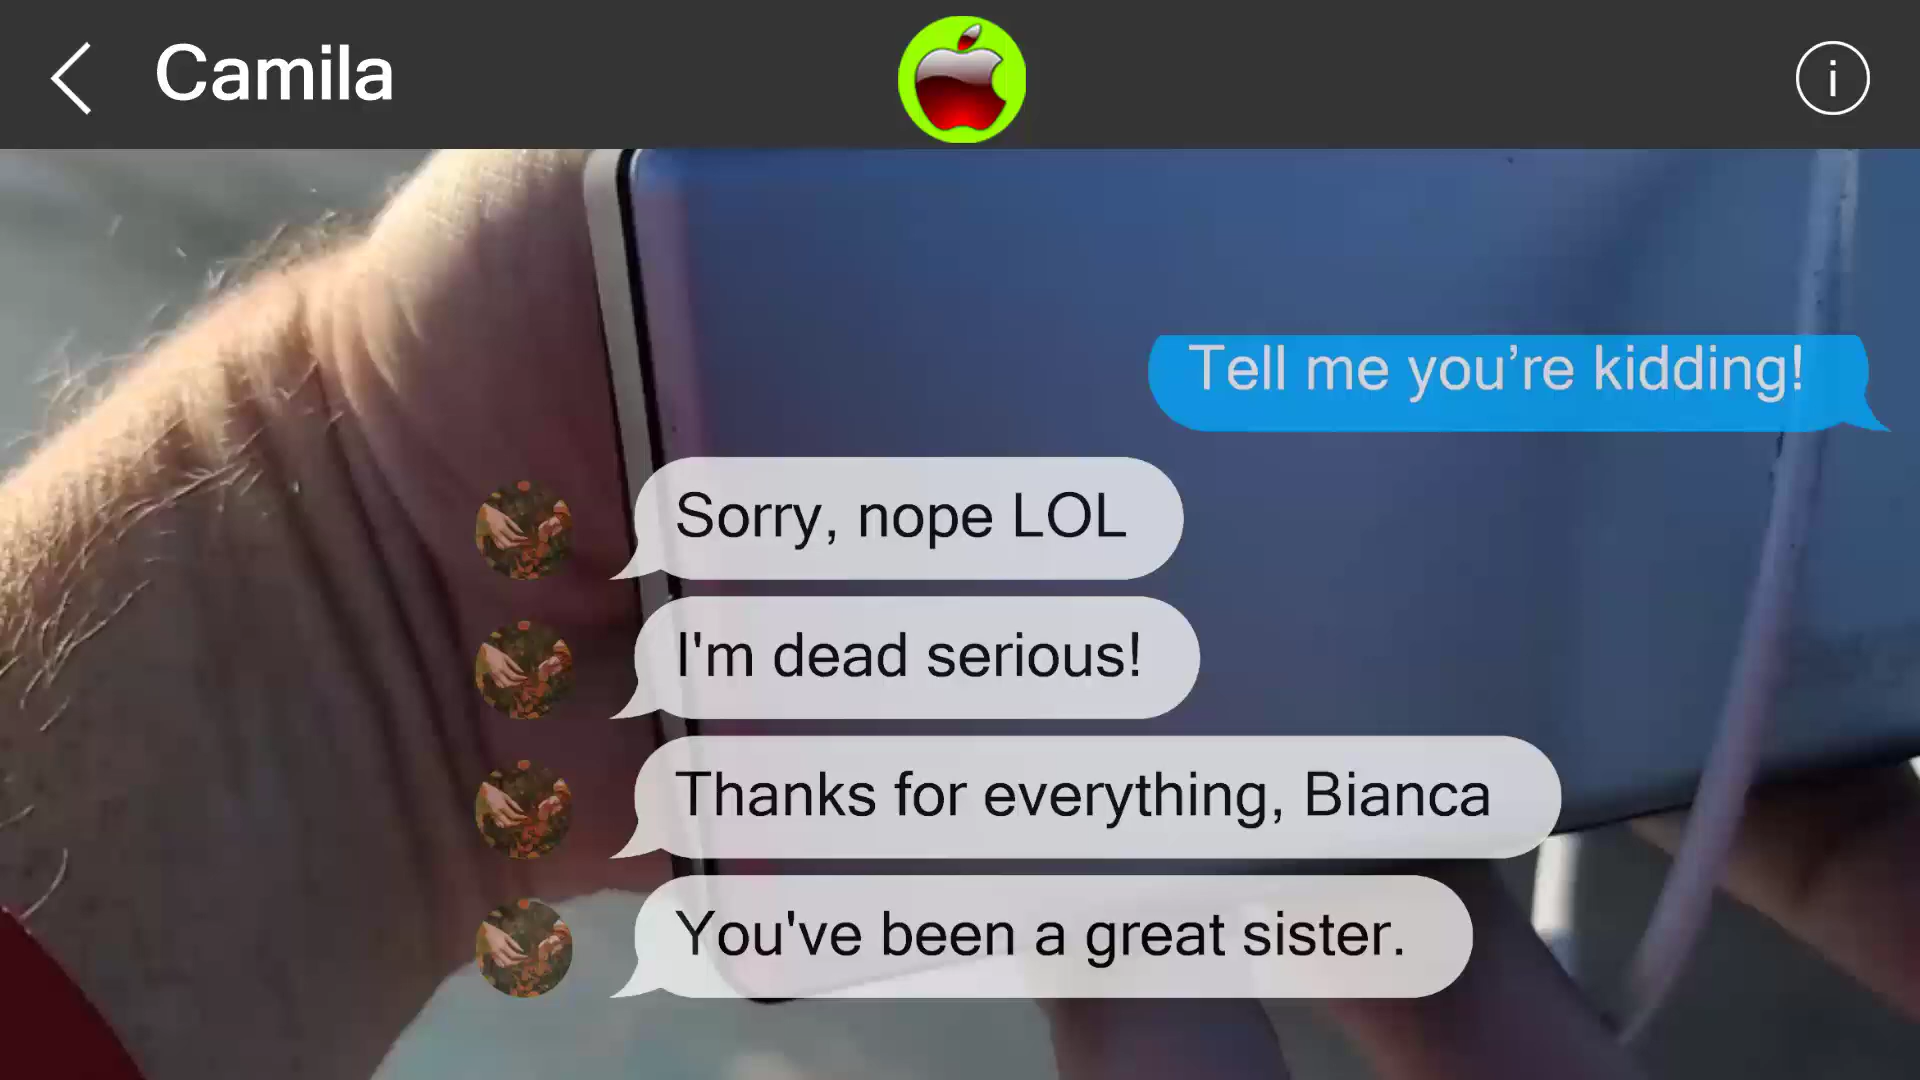 Camila
Tell me you’re kidding!
Sorry, nope LOL
I'm dead serious!
Thanks for everything, Bianca
You've been a great sister.